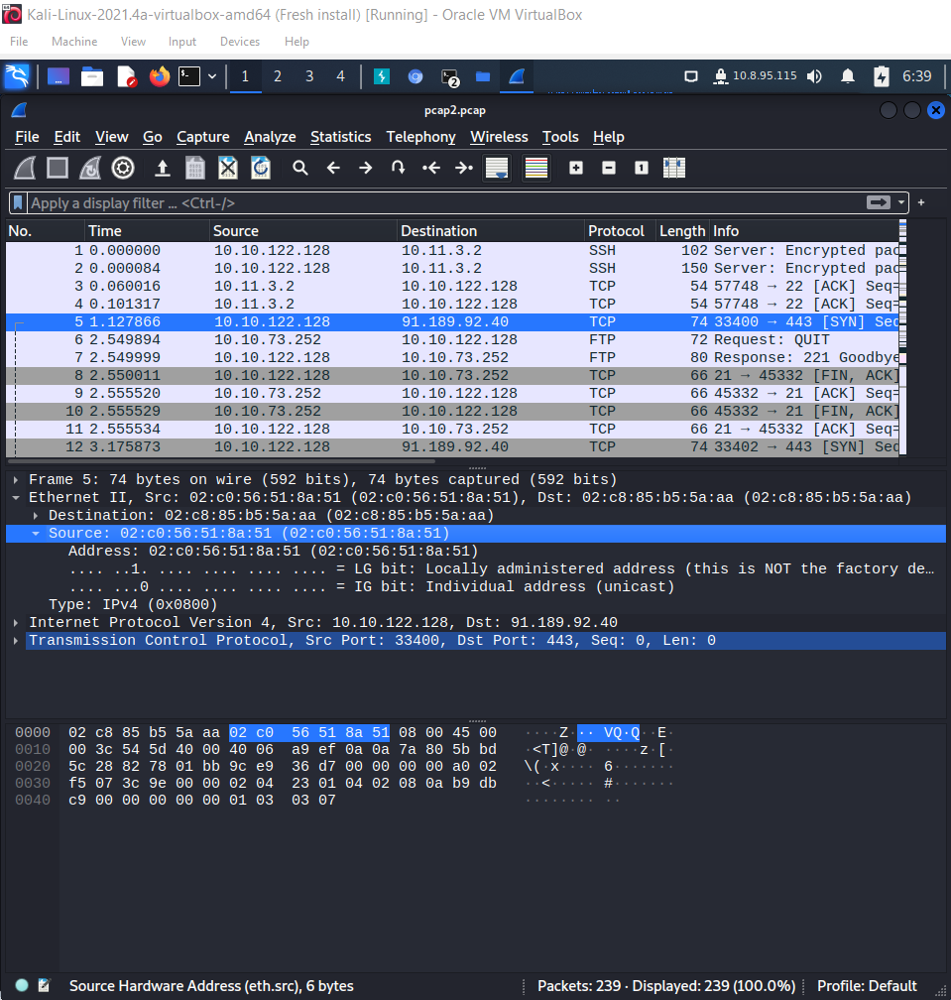 Kali-Linux-2021.4a-virtualbox-amd64 (Fresh install) [Running] - Oracle VM VirtualBox
File Machine View Input Devices Help
1 2 3 4 2 10.8.95.115 6:39
pcap2.pcap
File Edit View Go Capture Analyze Statistics Telephony Wireless Tools Help
Apply a display filter ... <Ctrl-/>
No. Time Source Destination Protocol Length Info
1 0.000000 10.10.122.128 10.11.3.2 SSH 102 Server: Encrypted pac
2 0.000084 10.10.122.128 10.11.3.2 SSH 150 Server: Encrypted pac
3 0.060016 10.11.3.2 10.10.122.128 TCP 54 57748 → 22 [ACK] Seq=
4 0.101317 10.11.3.2 10.10.122.128 TCP 54 57748 → 22 [ACK] Seq=
5 1.127866 10.10.122.128 91.189.92.40 TCP 74 33400 → 443 [SYN] Sec
6 2.549894 10.10.73.252 10.10.122.128 FTP 72 Request: QUIT
7 2.549999 10.10.122.128 10.10.73.252 FTP 80 Response: 221 Goodbye
8 2.550011 10.10.122.128 10.10.73.252 TCP 66 21 → 45332 [FIN, ACK]
9 2.555520 10.10.73.252 10.10.122.128 TCP 66 45332 → 21 [ACK] Seq=
10 2.555529 10.10.73.252 10.10.122.128 TCP 66 45332 → 21 [FIN, ACK]
11 2.555534 10.10.122.128 10.10.73.252 TCP 66 21 → 45332 [ACK] Seq=
12 3.175873 10.10.122.128 91.189.92.40 TCP 74 33402 → 443 [SYN] Sec
Frame 5: 74 bytes on wire (592 bits), 74 bytes captured (592 bits)
Ethernet II, Src: 02:c0:56:51:8a:51 (02:c0:56:51:8a:51), Dst: 02:c8:85:b5:5a:aa (02:c8:85:b5:5a:aa)
Destination: 02:c8:85:b5:5a:aa (02:c8:85:b5:5a:aa)
Source: 02:c0:56:51:8a:51 (02:c0:56:51:8a:51)
Address: 02:c0:56:51:8a:51 (02:c0:56:51:8a:51)
.... ..1. .... .... .... .... = LG bit: Locally administered address (this is NOT the factory de…
.... ...0 .... .... .... .... = IG bit: Individual address (unicast)
Type: IPv4 (0x0800)
Internet Protocol Version 4, Src: 10.10.122.128, Dst: 91.189.92.40
Transmission Control Protocol, Src Port: 33400, Dst Port: 443, Seq: 0, Len: 0
0000 02 c8 85 b5 5a aa 02 c0 56 51 8a 51 08 00 45 00 ····Z··· VQ·Q··E·
0010 00 3c 54 5d 40 00 40 06 a9 ef 0a 0a 7a 80 5b bd ·<T]@·@· ····z·[·
0020 5c 28 82 78 01 bb 9c e9 36 d7 00 00 00 00 a0 02 \(·x···· 6·······
0030 f5 07 3c 9e 00 00 02 04 23 01 04 02 08 0a b9 db ··<····· #·······
0040 c9 00 00 00 00 00 01 03 03 07 ········ ··
Source Hardware Address (eth.src), 6 bytes Packets: 239 · Displayed: 239 (100.0%) Profile: Default